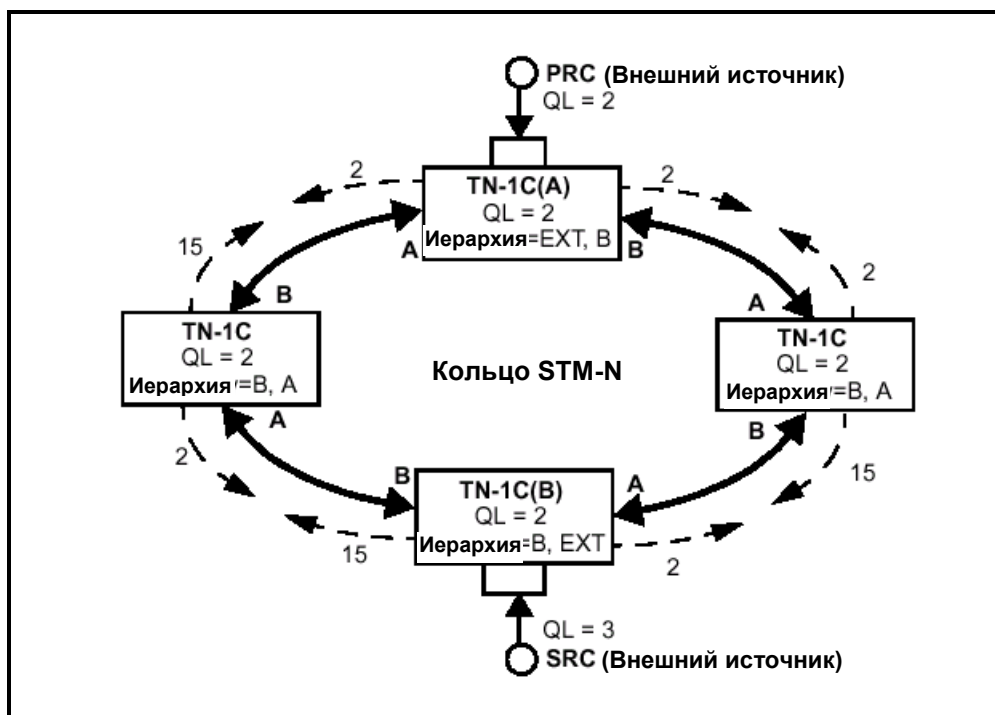 PRC (Внешний источник)
QL = 2
TN-1C(A)
QL = 2
Иерархия=EXT, B
2
2
15
2
A
B
B
A
TN-1C
QL = 2
Иерархия=B, A
Кольцо STM-N
TN-1C
QL = 2
Иерархия=B, A
A
B
2
15
B
A
TN-1C(B)
QL = 2
Иерархия=B, EXT
15
2
QL = 3
SRC (Внешний источник)